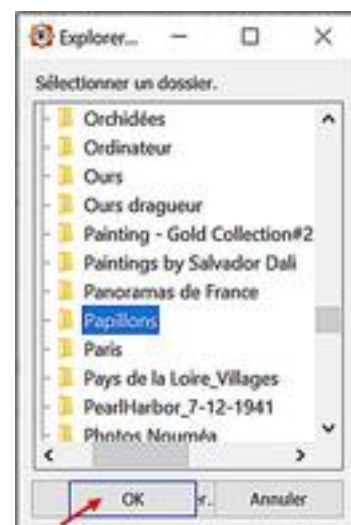 Explorer...
Sélectionner un dossier.
Orchidées
Ordinateur
Ours
Ours dragueur
Painting - Gold Collection#2
Paintings by Salvador Dali
Panoramas de France
Papillons
Paris
Pays de la Loire_Villages
PearlHarbor_7-12-1941
Photos Nouméa
OK
r..
Annuler